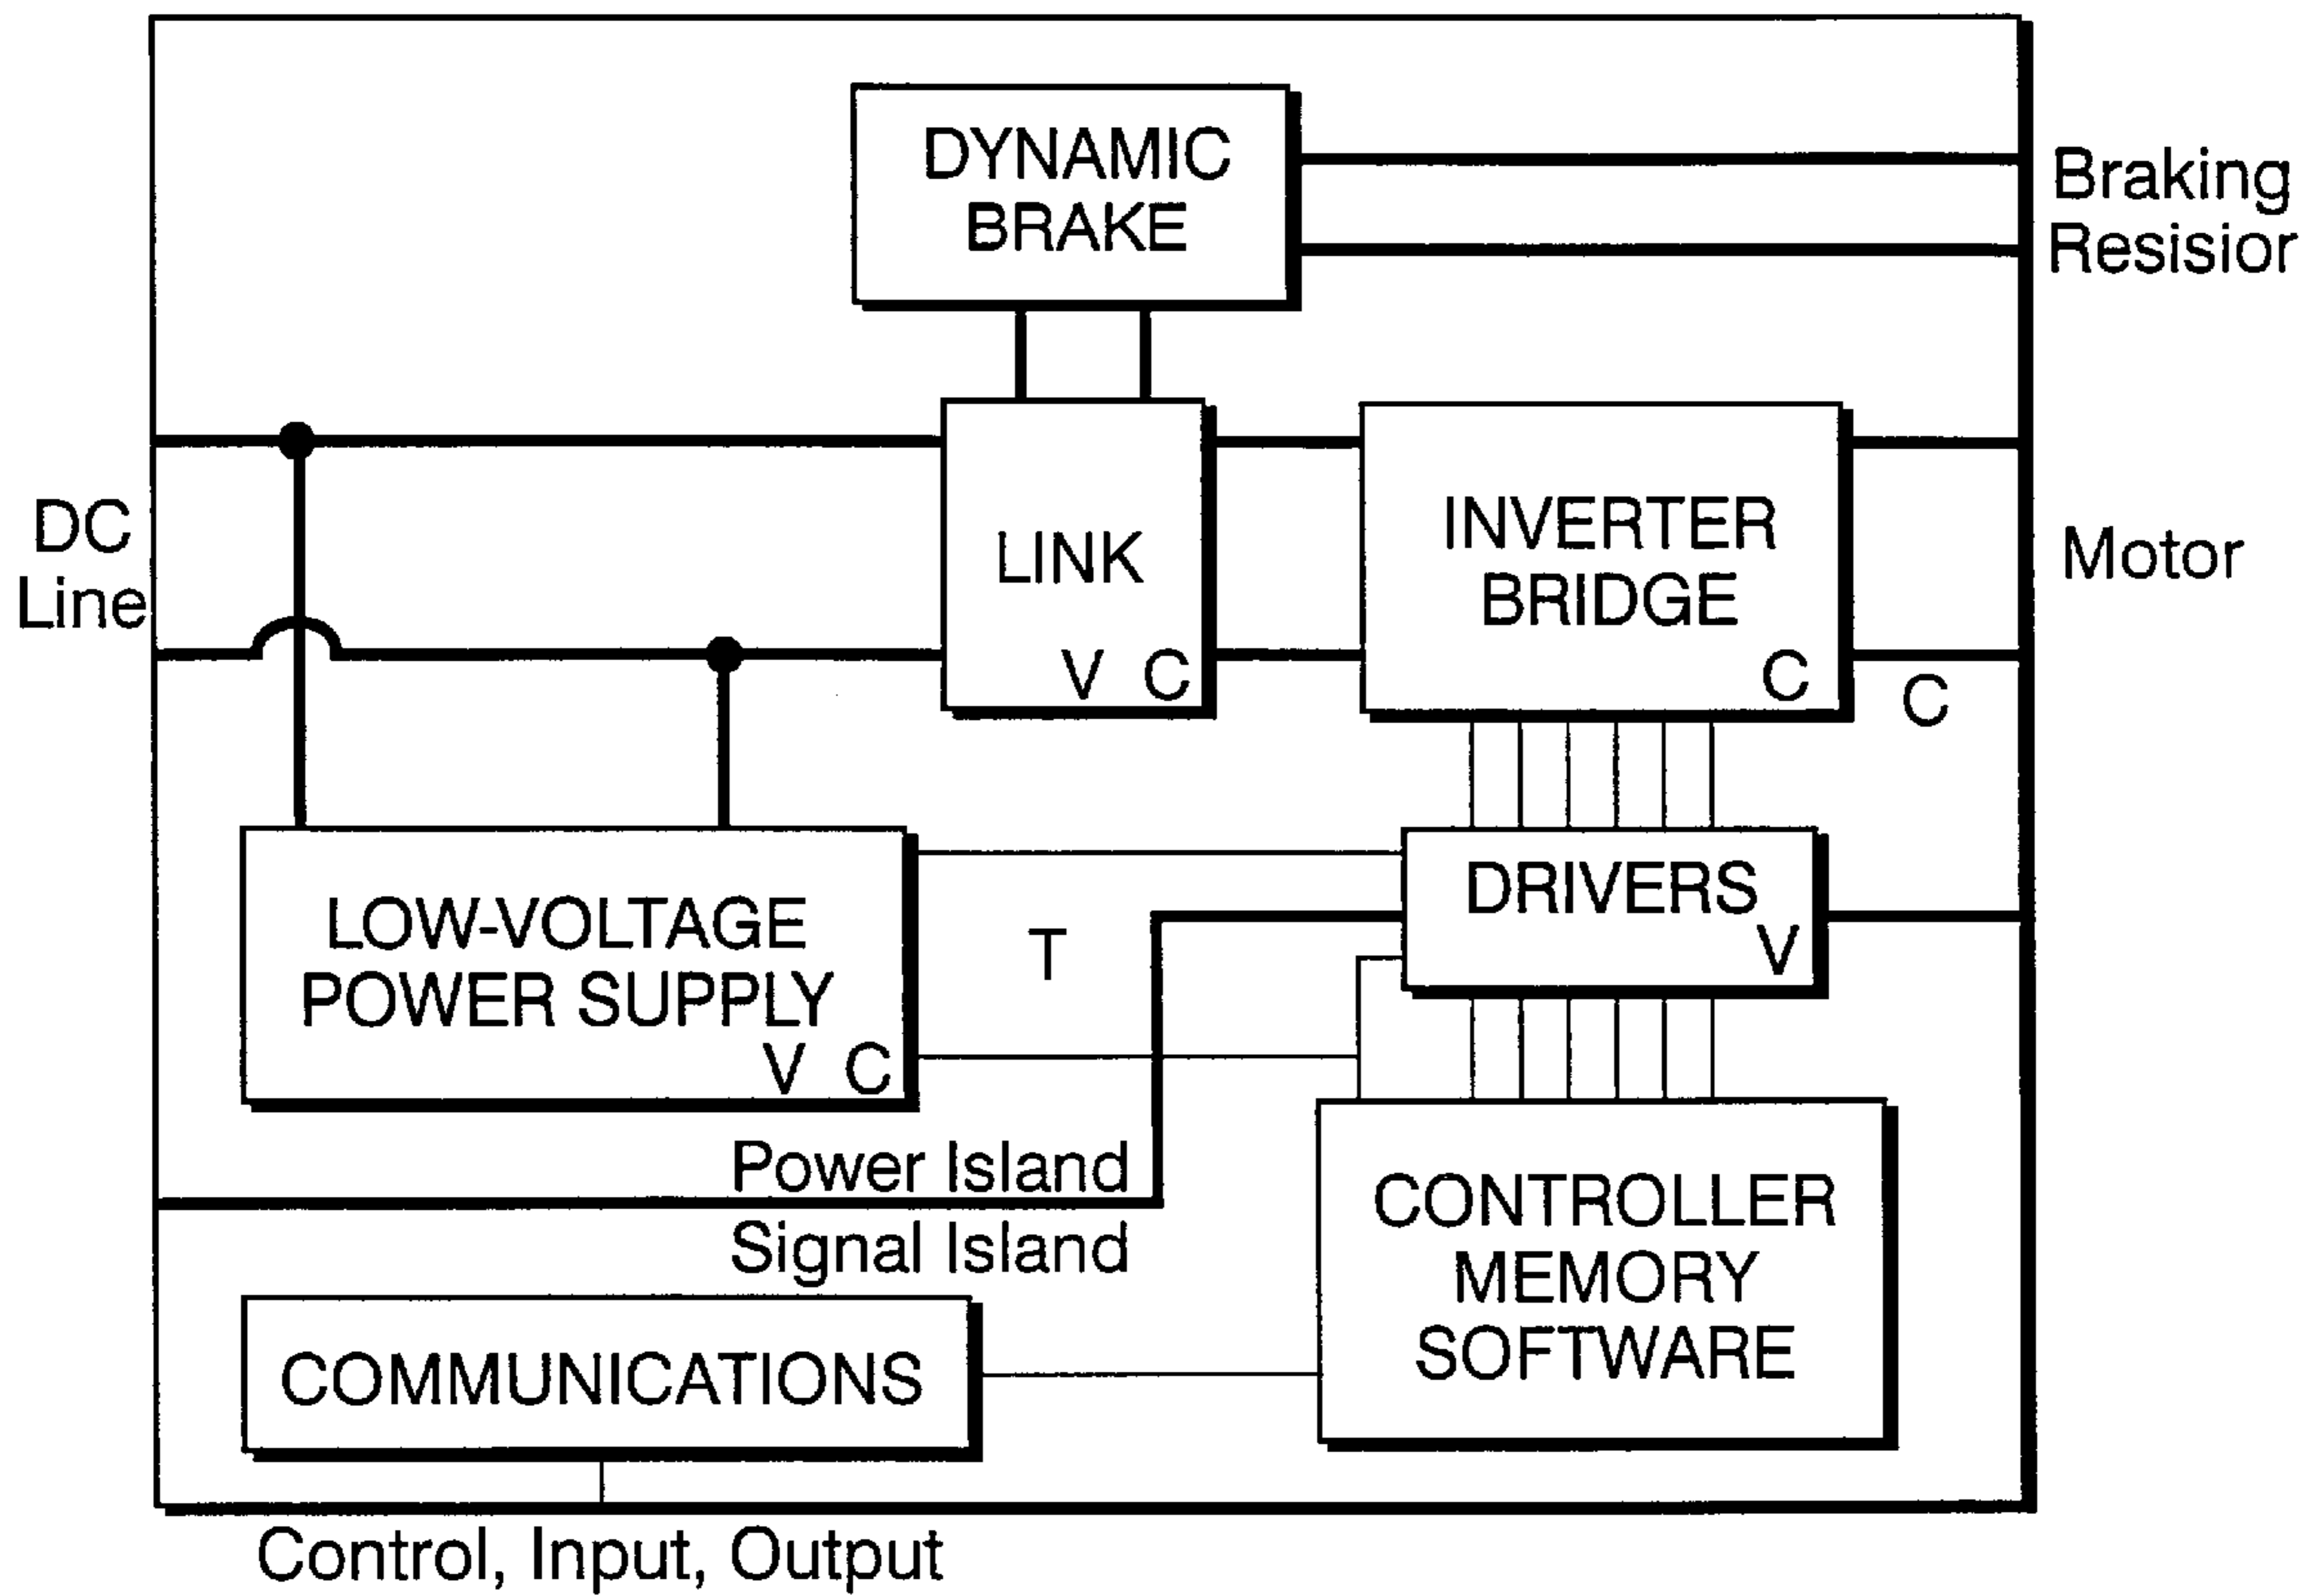 DYNAMIC
BRAKE
Braking
Resisior
DC
Line
LINK
V C
INVERTER
BRIDGE
C
C
Motor
LOW-VOLTAGE
POWER SUPPLY
V C
T
DRIVERS
V
Power Island
Signal Island
CONTROLLER
MEMORY
SOFTWARE
COMMUNICATIONS
Control, Input, Output